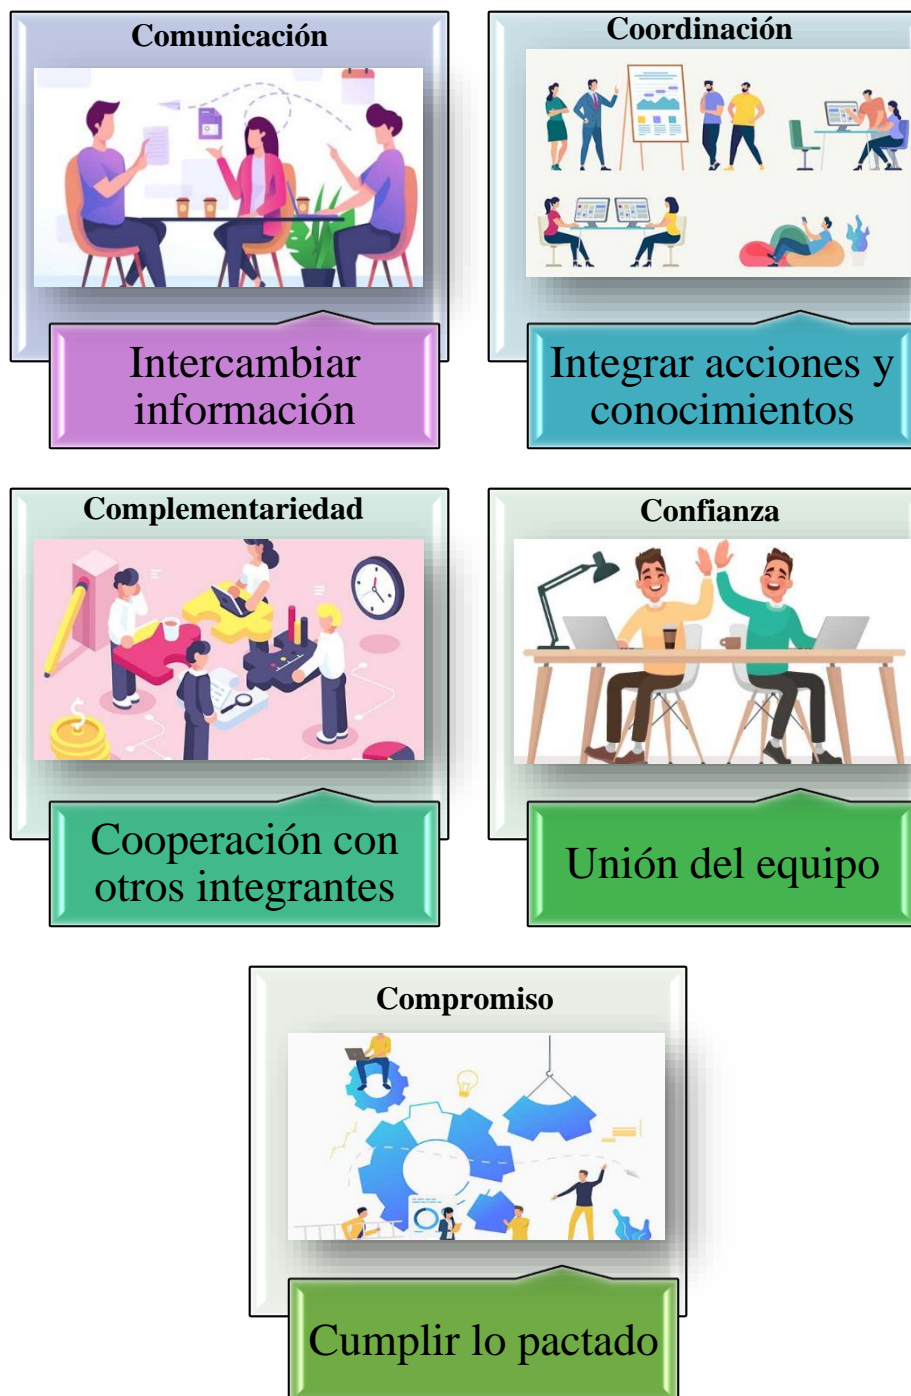 Comunicación
Intercambiar
información
Coordinación
Integrar acciones y
conocimientos
Complementariedad
Cooperación con
otros integrantes
Confianza
Unión del equipo
Compromiso
Cumplir lo pactado